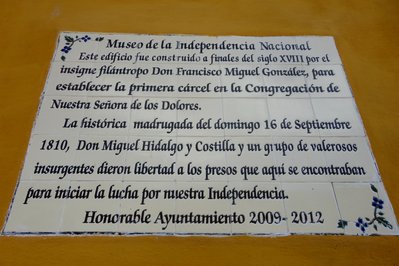 Museo de la Independencia Nacional
Este edificio fue construido a finales del siglo XVIII por el
insigne filántropo Don Francisco Miguel González, para
establecer la primera cárcel en la Congregación de
Nuestra Señora de los Dolores.
La histórica madrugada del domingo 16 de Septiembre
1810, Don Miguel Hidalgo y Costilla y un grupo de valerosos
insurgentes dieron libertad a los presos que aqui se encontraban
para iniciar la lucha por nuestra Independencia.
Honorable Ayuntamiento 2009- 2012